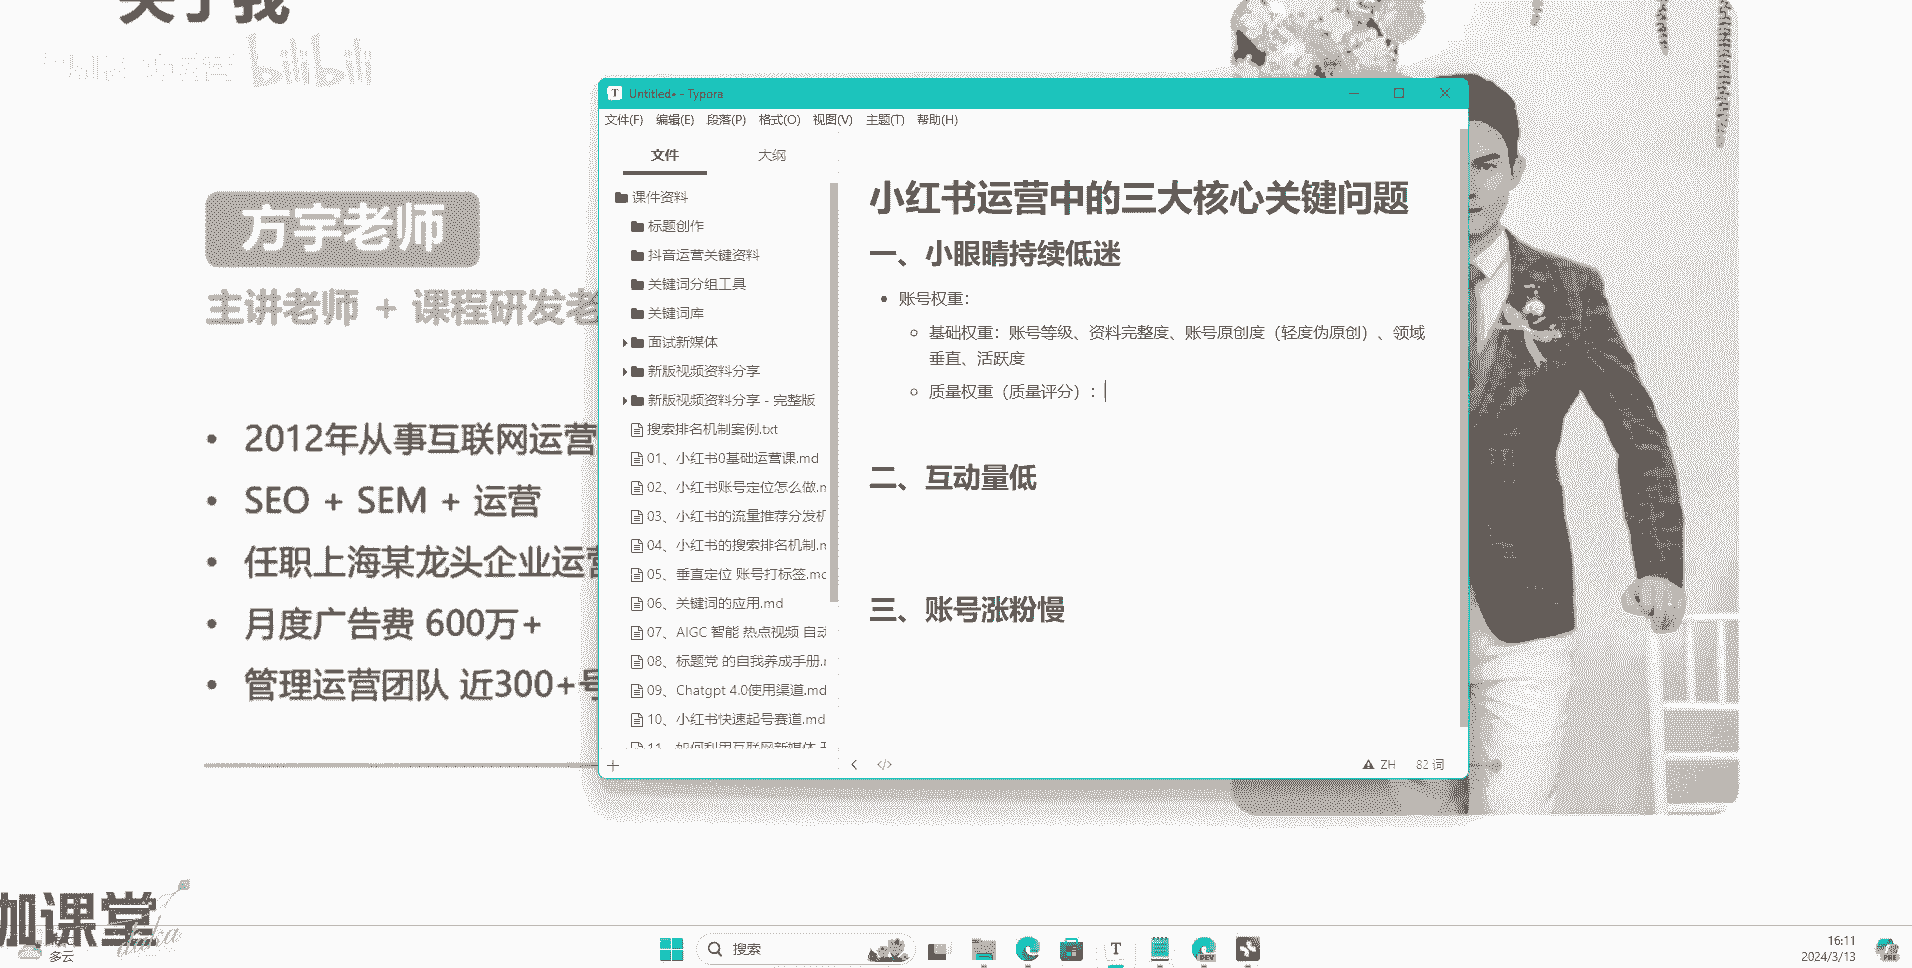 关于我
bilibili
方宇老师
主讲老师 + 课程研发老
2012年从事互联网运营
SEO + SEM + 运营
任职上海某龙头企业运营
月度广告费 600万+
管理运营团队 近300+号
Untitled• - Typora
文件(F) 编辑(E) 段落(P) 格式(O) 视图(V) 主题(T) 帮助(H)
文件 大纲
课件资料
标题创作
抖音运营关键资料
关键词分组工具
关键词库
面试新媒体
新版视频资料分享
新版视频资料分享 - 完整版
搜索排名机制案例.txt
01、小红书0基础运营课.md
02、小红书账号定位怎么做.m
03、小红书的流量推荐分发机
04、小红书的搜索排名机制.m
05、垂直定位 账号打标签.md
06、关键词的应用.md
07、AIGC 智能 热点视频 自动
08、标题党 的自我养成手册.m
09、Chatgpt 4.0使用渠道.md
10、小红书快速起号赛道.md
11、如何利用互联网新媒体
小红书运营中的三大核心关键问题
一、小眼睛持续低迷
账号权重：
基础权重：账号等级、资料完整度、账号原创度（轻度伪原创）、领域
垂直、活跃度
质量权重（质量评分）：
二、互动量低
三、账号涨粉慢
ZH 82 词
加课堂
多云
搜索
T
DEV
16:11
2024/3/13
PRE